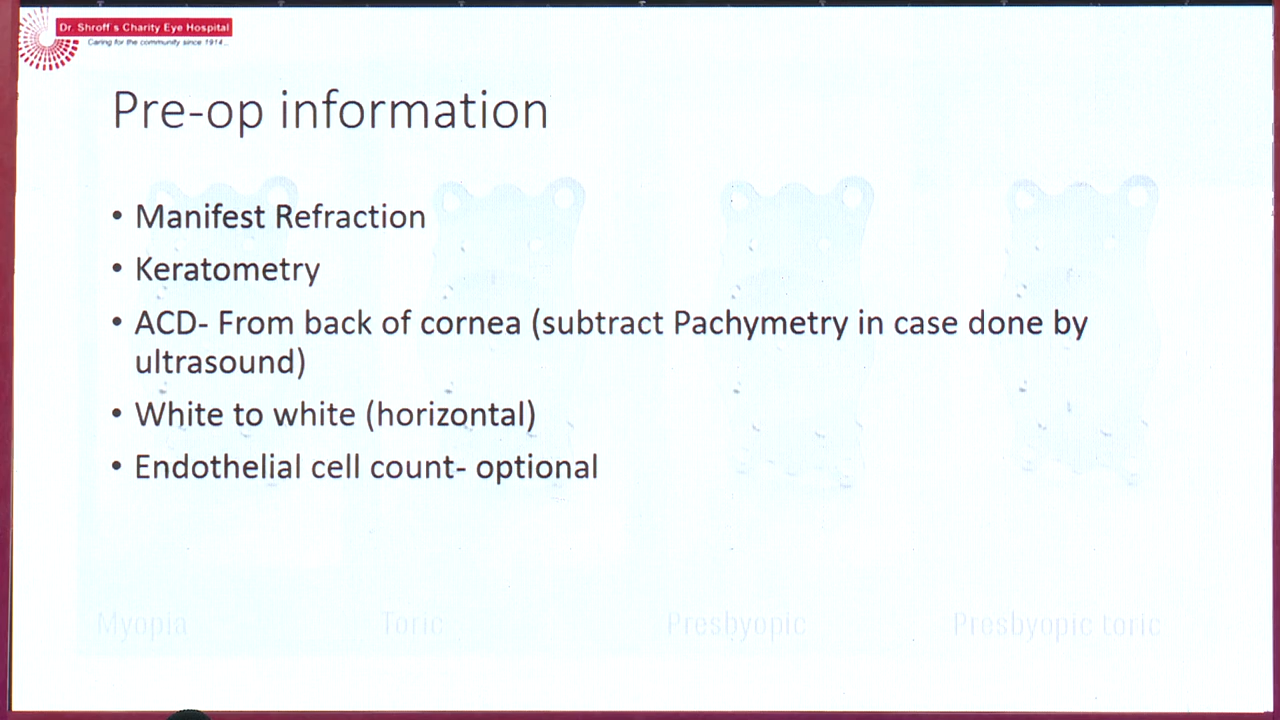 Dr. Shroff's Charity Eye Hospital
Caring for the community since 1914...
Pre-op information
• Manifest Refraction
• Keratometry
• ACD- From back of cornea (subtract Pachymetry in case done by
ultrasound)
• White to white (horizontal)
• Endothelial cell count- optional
Myopia Toric Presbyopic Presbyopic toric